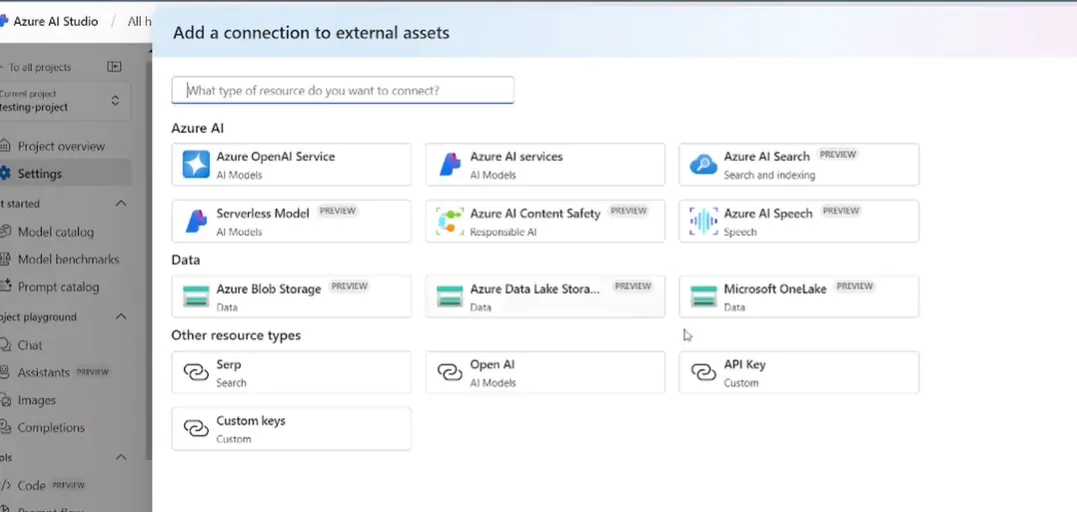 Azure AI Studio / All h
Add a connection to external assets
To all projects
Current project
testing-project
Project overview
Settings
t started
Model catalog
Model benchmarks
Prompt catalog
oject playground
Chat
Assistants PREVIEW
Images
Completions
ols
Code PREVIEW
Prompt flow
What type of resource do you want to connect?
Azure AI
Azure OpenAI Service
AI Models
Azure AI services
AI Models
Azure AI Search PREVIEW
Search and indexing
Serverless Model PREVIEW
AI Models
Azure AI Content Safety PREVIEW
Responsible AI
Azure AI Speech PREVIEW
Speech
Data
Azure Blob Storage PREVIEW
Data
Azure Data Lake Stora... PREVIEW
Data
Microsoft OneLake PREVIEW
Data
Other resource types
Serp
Search
Open AI
AI Models
API Key
Custom
Custom keys
Custom